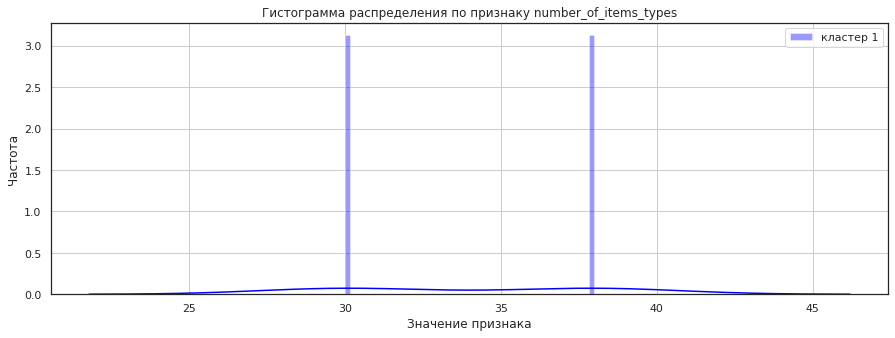 Гистограмма распределения по признаку number_of_items_types
кластер 1
Частота
3.0
2.5
2.0
1.5
1.0
0.5
0.0
25 30 35 40 45
Значение признака